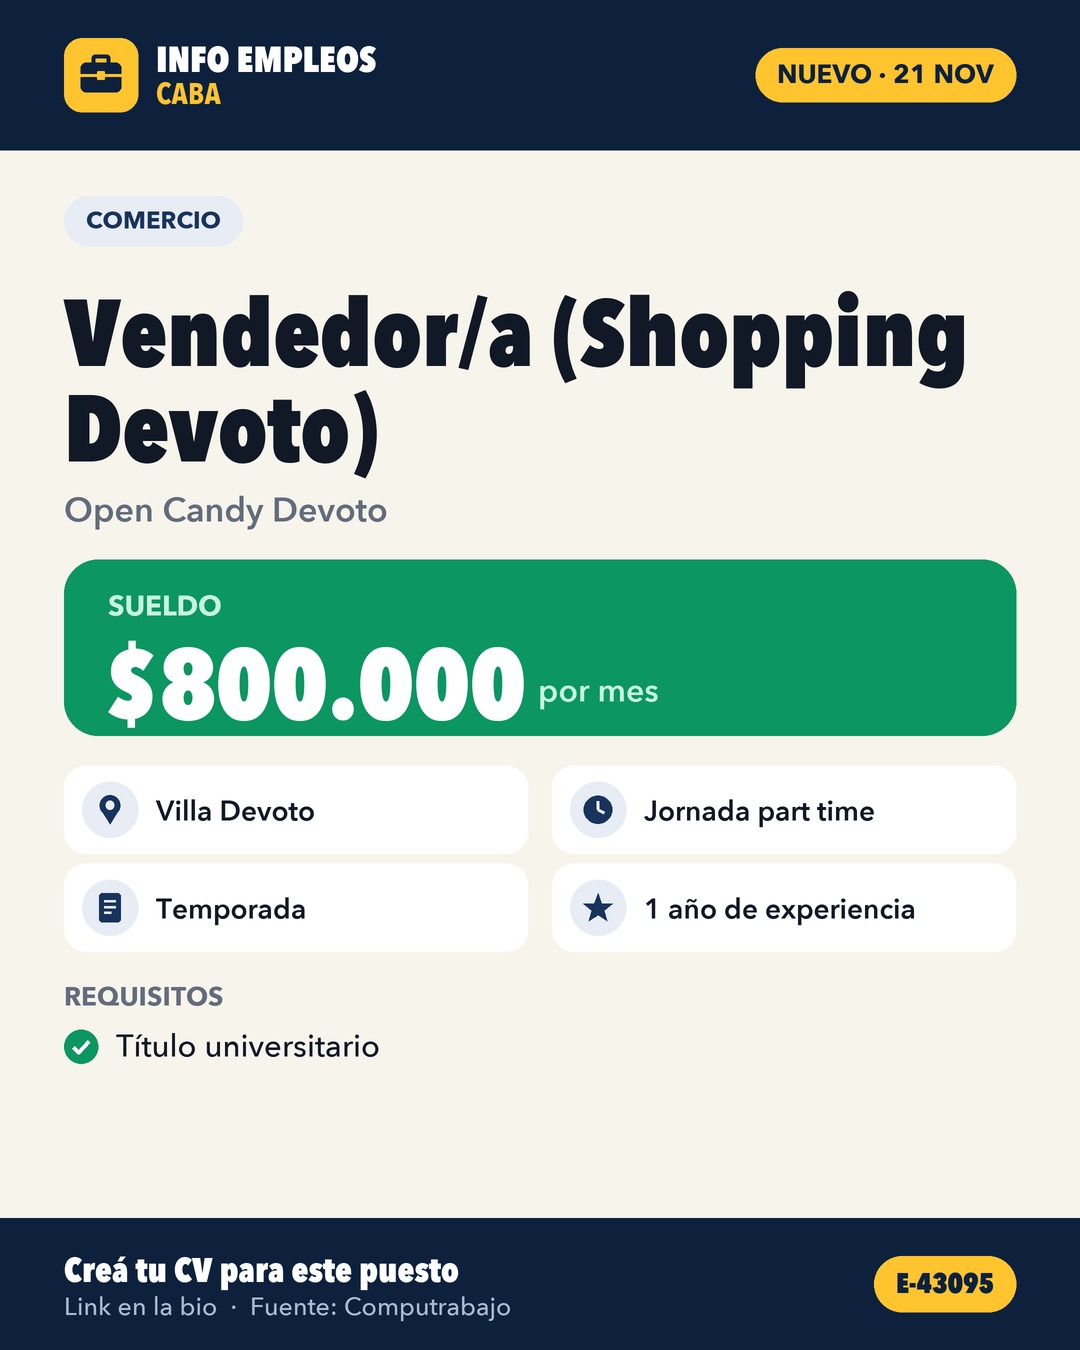 INFO EMPLEOS
CABA
NUEVO · 21 NOV
COMERCIO
Vendedor/a (Shopping
Devoto)
Open Candy Devoto
SUELDO
$800.000 por mes
Villa Devoto
Jornada part time
Temporada
1 año de experiencia
REQUISITOS
Título universitario
Creá tu CV para este puesto
Link en la bio · Fuente: Computrabajo
E-43095